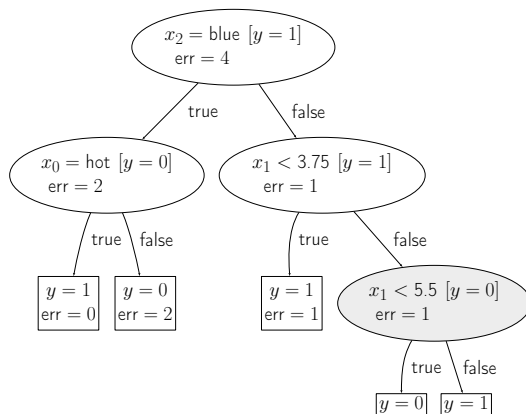 x₂ = blue [y = 1]
err = 4
true
false
x₀ = hot [y = 0]
err = 2
x₁ < 3.75 [y = 1]
err = 1
true
false
true
false
y = 1
err = 0
y = 0
err = 2
y = 1
err = 1
x₁ < 5.5 [y = 0]
err = 1
true
false
y = 0
y = 1